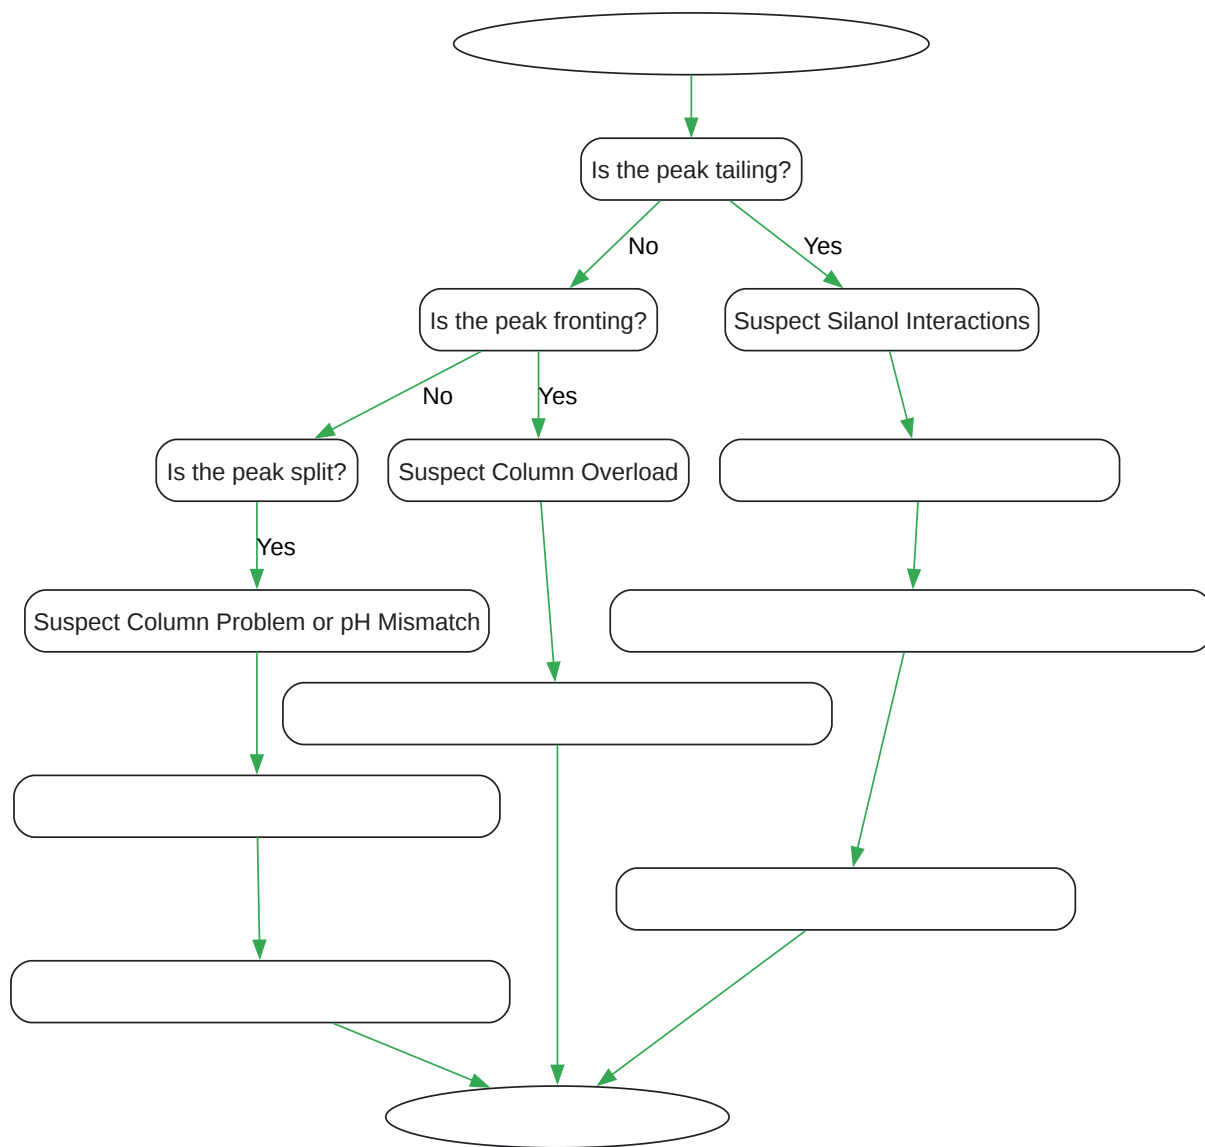 Is the peak tailing?
No
Yes
Is the peak fronting?
Suspect Silanol Interactions
No
Yes
Is the peak split?
Suspect Column Overload
Yes
Suspect Column Problem or pH Mismatch